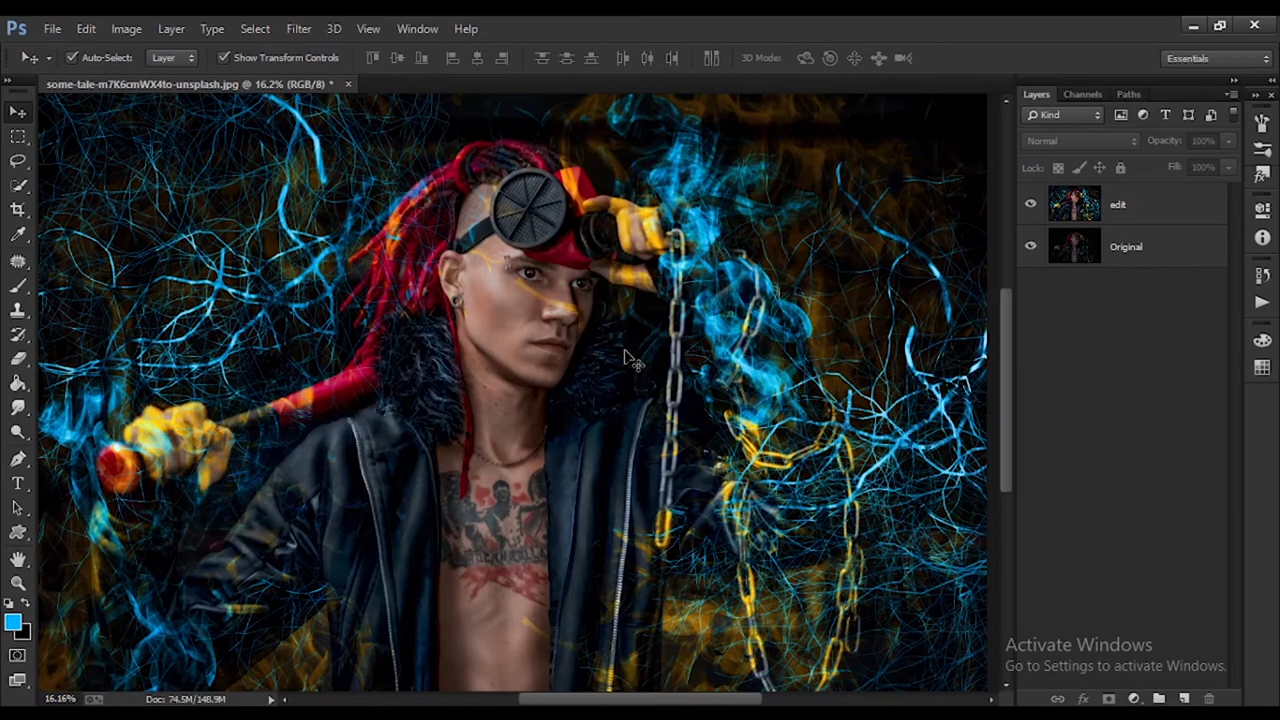 Ps File Edit Image Layer Type Select Filter 3D View Window Help
Auto-Select: Layer Show Transform Controls 3D Mode: Essentials
some-tale-m7K6cmWX4to-unsplash.jpg @ 16.2% (RGB/8) *
Layers Channels Paths
Kind
Normal Opacity: 100%
Lock: Fill: 100%
edit
Original
T
Activate Windows
Go to Settings to activate Windows.
16.16% Doc: 74.5M/148.9M
fx